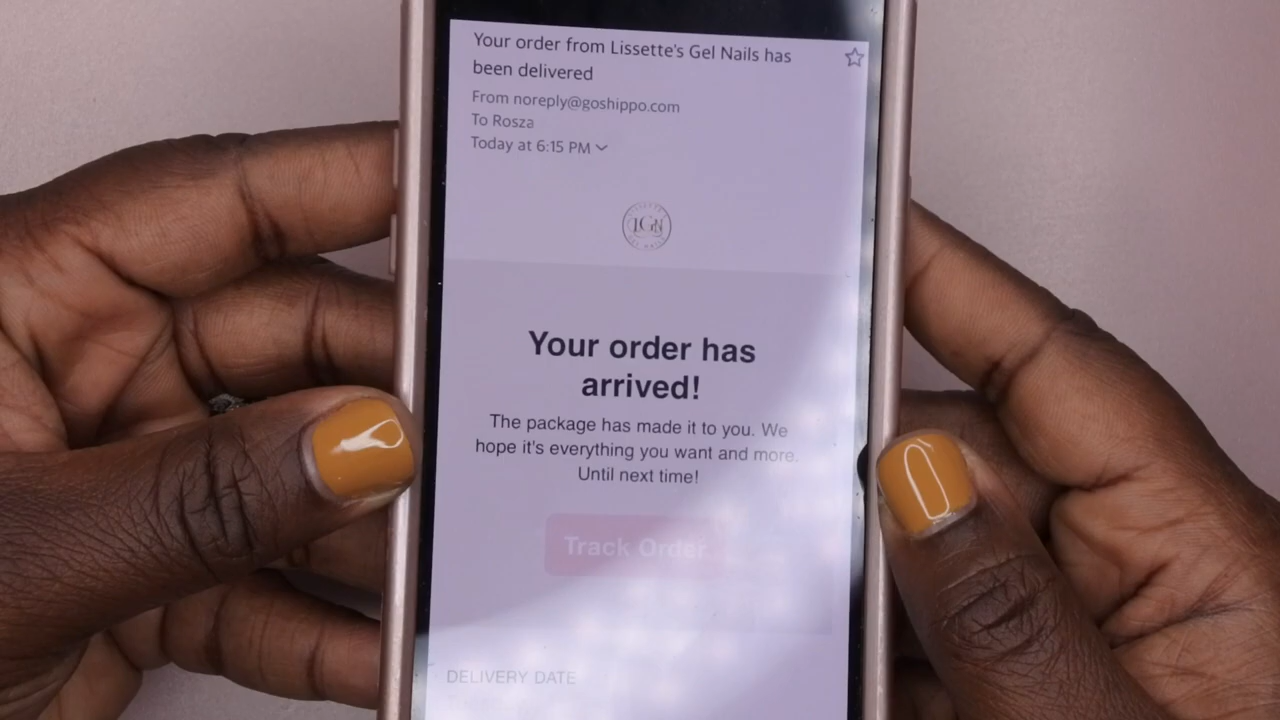 Your order from Lissette's Gel Nails has
been delivered
From noreply@goshippo.com
To Rosza
Today at 6:15 PM
LGN
Your order has
arrived!
The package has made it to you. We
hope it's everything you want and more.
Until next time!
Track Order
DELIVERY DATE